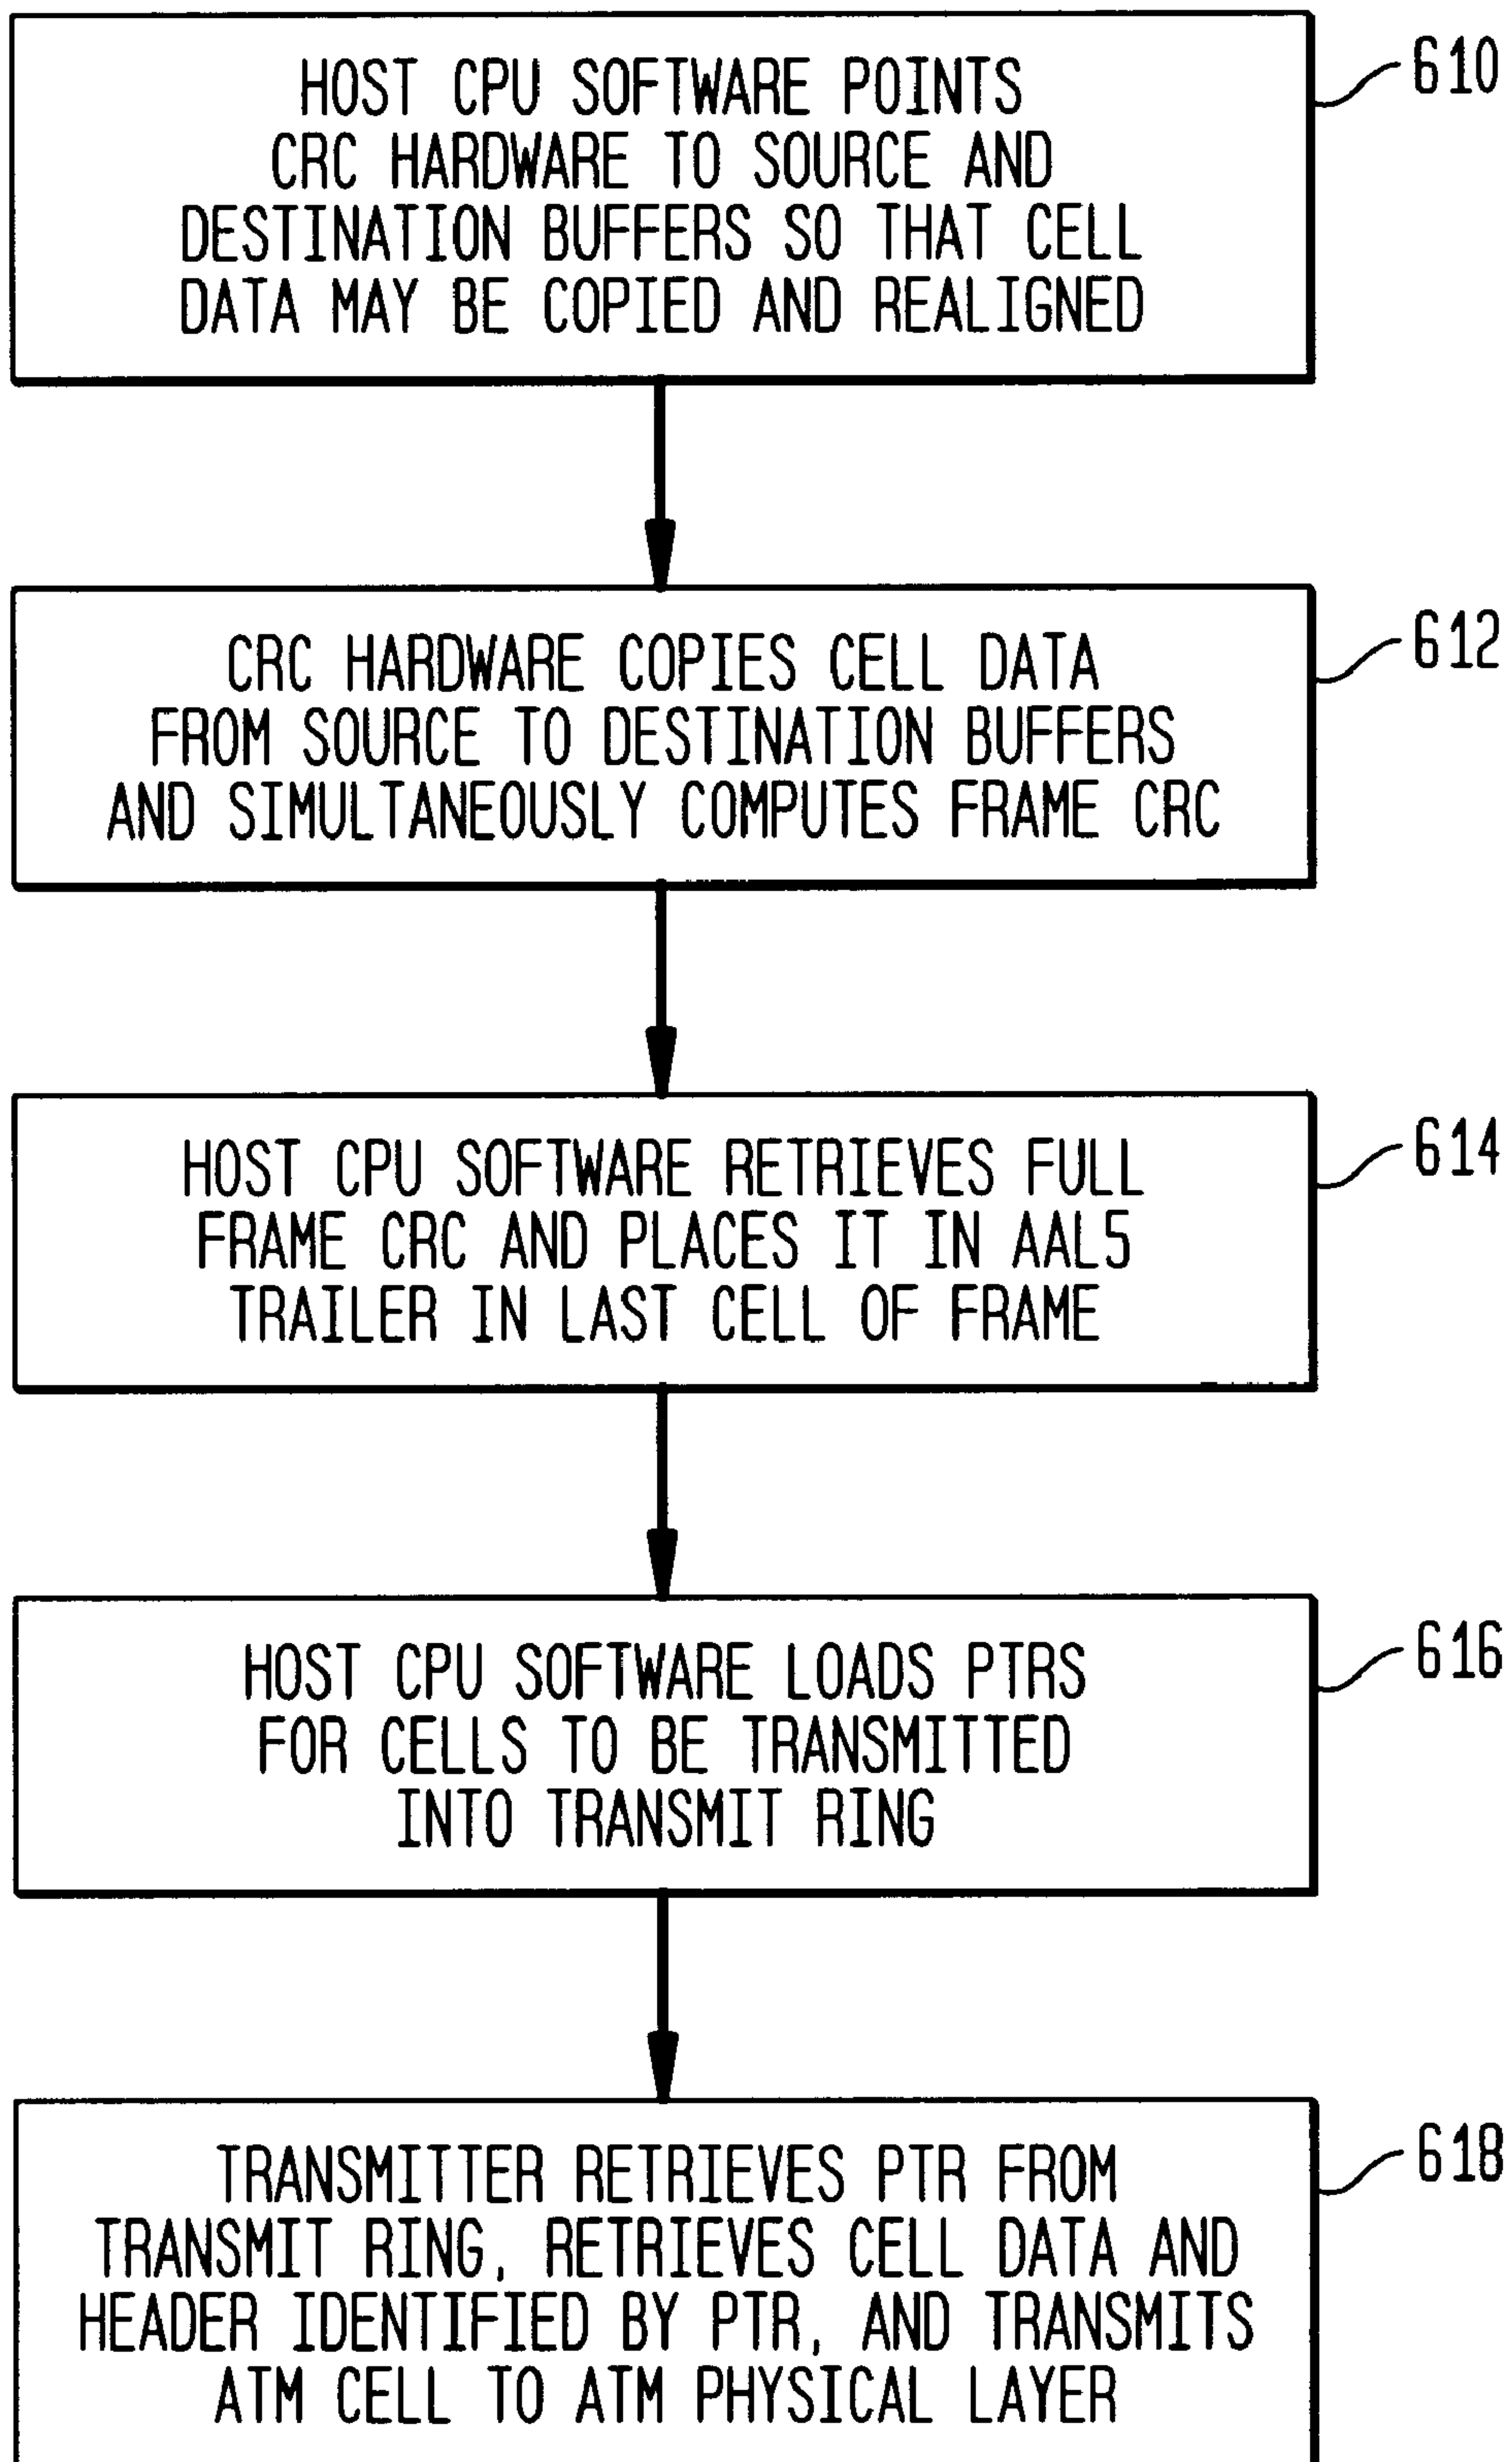 HOST CPU SOFTWARE POINTS
CRC HARDWARE TO SOURCE AND
DESTINATION BUFFERS SO THAT CELL
DATA MAY BE COPIED AND REALIGNED
610
CRC HARDWARE COPIES CELL DATA
FROM SOURCE TO DESTINATION BUFFERS
AND SIMULTANEOUSLY COMPUTES FRAME CRC
612
HOST CPU SOFTWARE RETRIEVES FULL
FRAME CRC AND PLACES IT IN AAL5
TRAILER IN LAST CELL OF FRAME
614
HOST CPU SOFTWARE LOADS PTRS
FOR CELLS TO BE TRANSMITTED
INTO TRANSMIT RING
616
TRANSMITTER RETRIEVES PTR FROM
TRANSMIT RING, RETRIEVES CELL DATA AND
HEADER IDENTIFIED BY PTR, AND TRANSMITS
ATM CELL TO ATM PHYSICAL LAYER
618